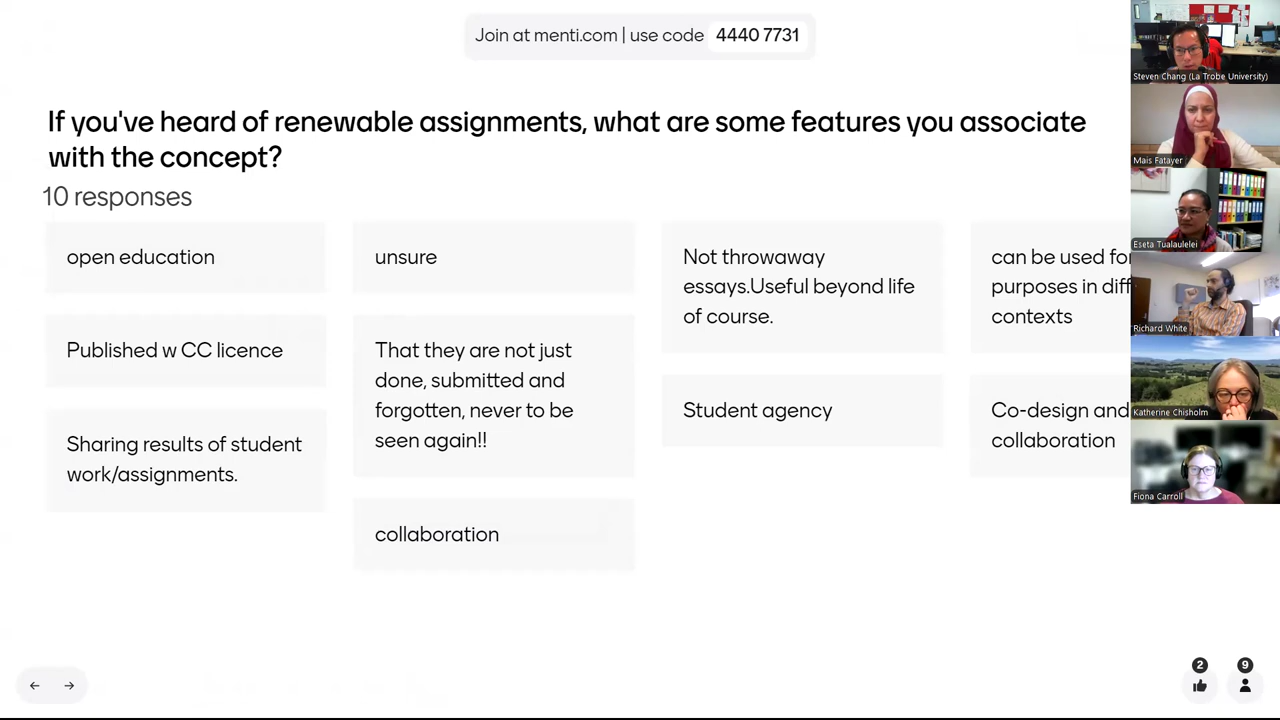 Join at menti.com | use code 4440 7731
If you've heard of renewable assignments, what are some features you associate
with the concept?
10 responses
open education
Published w CC licence
Sharing results of student
work/assignments.
unsure
That they are not just
done, submitted and
forgotten, never to be
seen again!!
collaboration
Not throwaway
essays.Useful beyond life
of course.
Student agency
can be used for
purposes in diff
contexts
Co-design and
collaboration
Steven Chang (La Trobe University)
Mais Fatayer
Eseta Tualaulelei
Richard White
Katherine Chisholm
Fiona Carroll
2
9